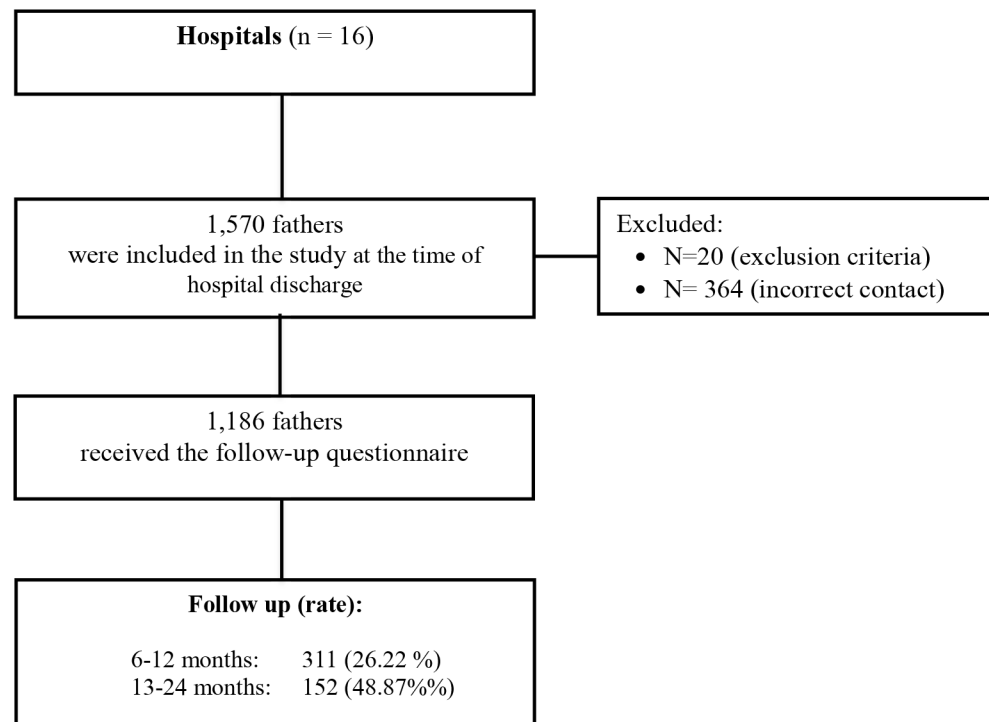 Hospitals (n = 16)
1,570 fathers
were included in the study at the time of
hospital discharge
Excluded:
• N=20 (exclusion criteria)
• N= 364 (incorrect contact)
1,186 fathers
received the follow-up questionnaire
Follow up (rate):
6-12 months: 311 (26.22 %)
13-24 months: 152 (48.87%%)